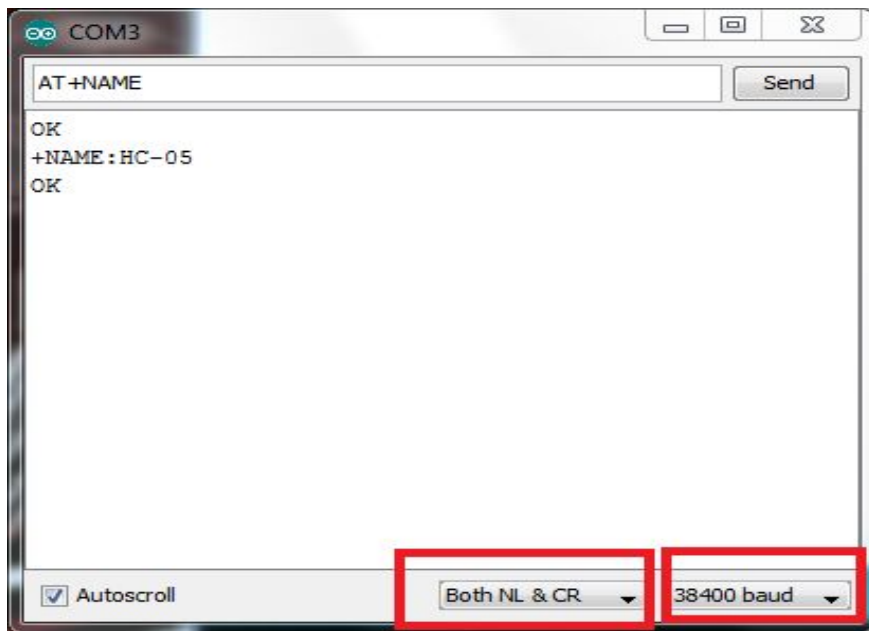 COM3
AT+NAME
Send
OK
+NAME:HC-05
OK
Autoscroll
Both NL & CR
38400 baud